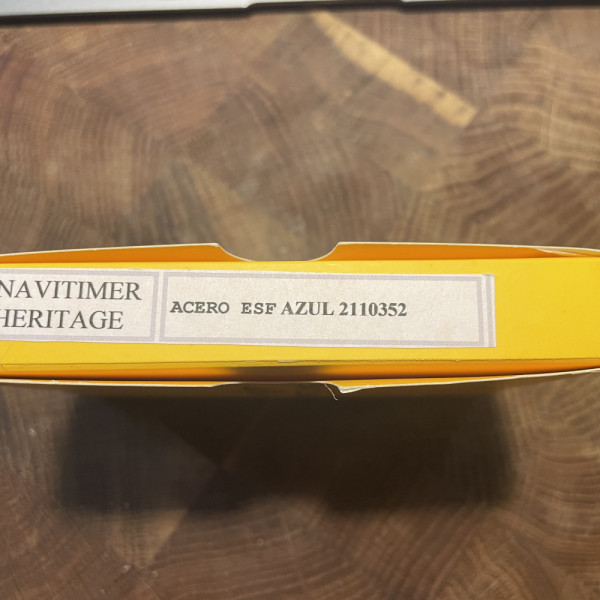 NAVITIMER
HERITAGE
ACERO ESF AZUL 2110352